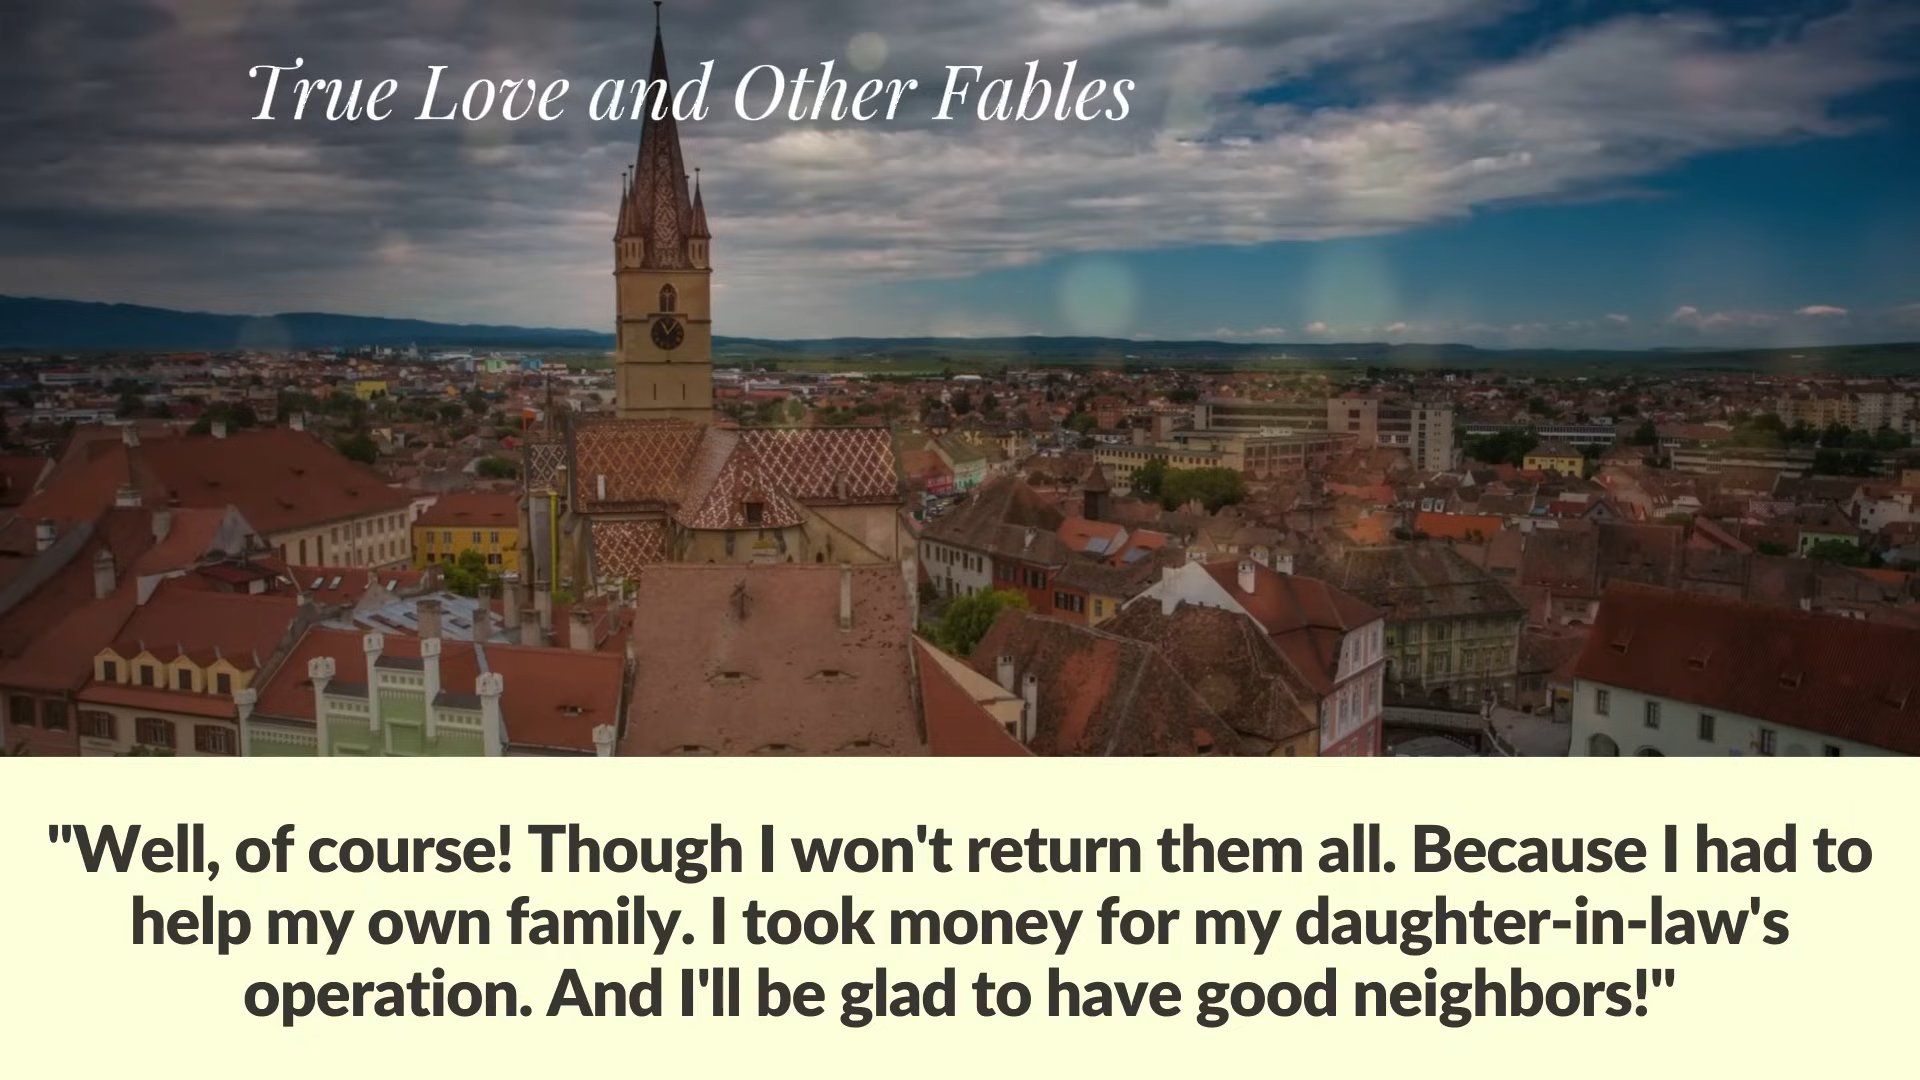 True Love and Other Fables
"Well, of course! Though I won't return them all. Because I had to
help my own family. I took money for my daughter-in-law's
operation. And I'll be glad to have good neighbors!"